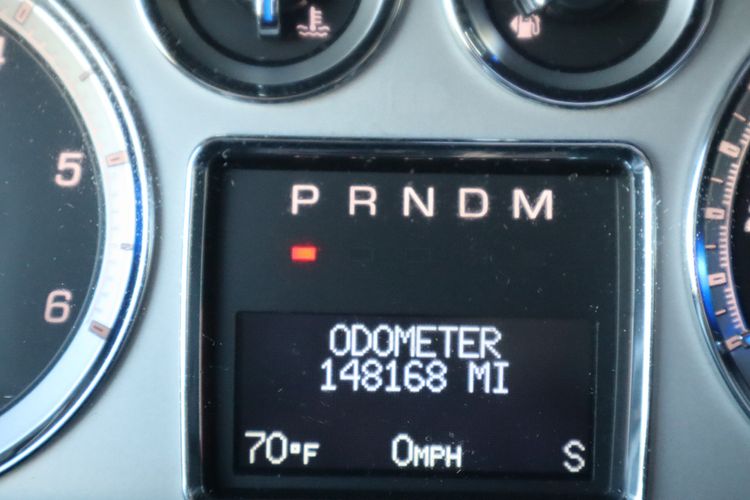 5
6
P R N D M
ODOMETER
148168 MI
70°F 0MPH S